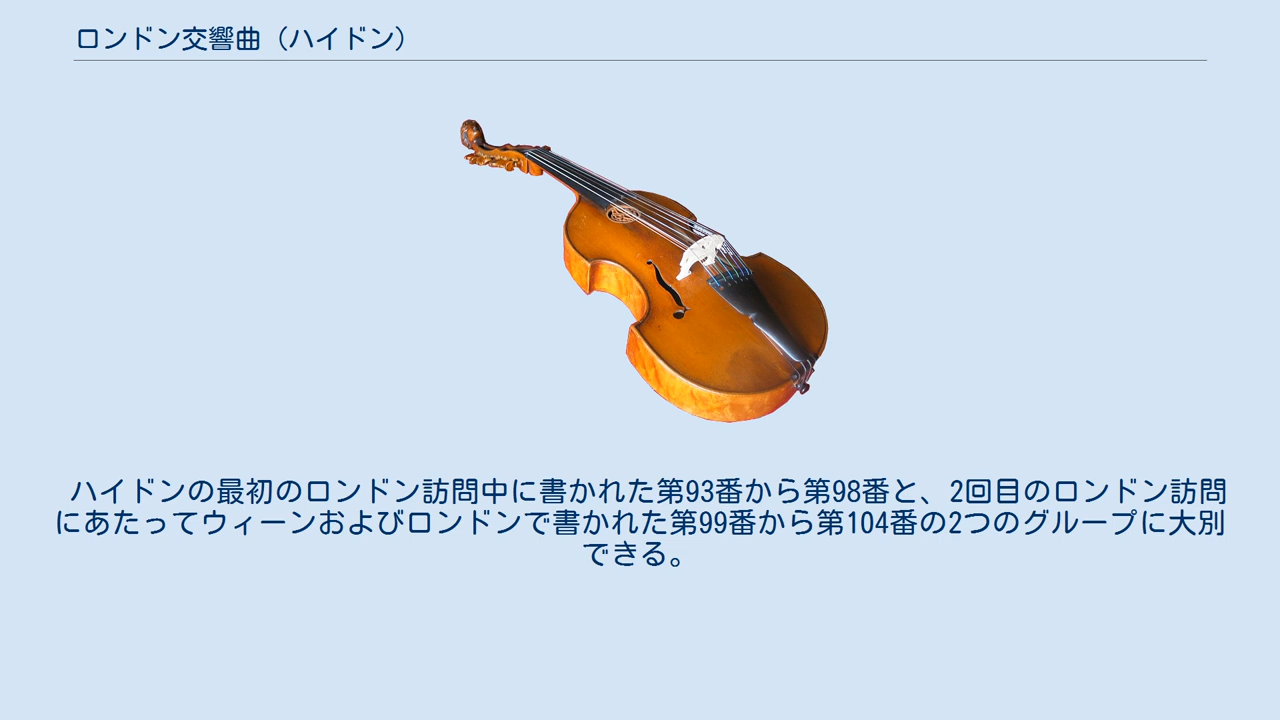 ロンドン交響曲（ハイドン）
ハイドンの最初のロンドン訪問中に書かれた第93番から第98番と、2回目のロンドン訪問
にあたってウィーンおよびロンドンで書かれた第99番から第104番の2つのグループに大別
できる。